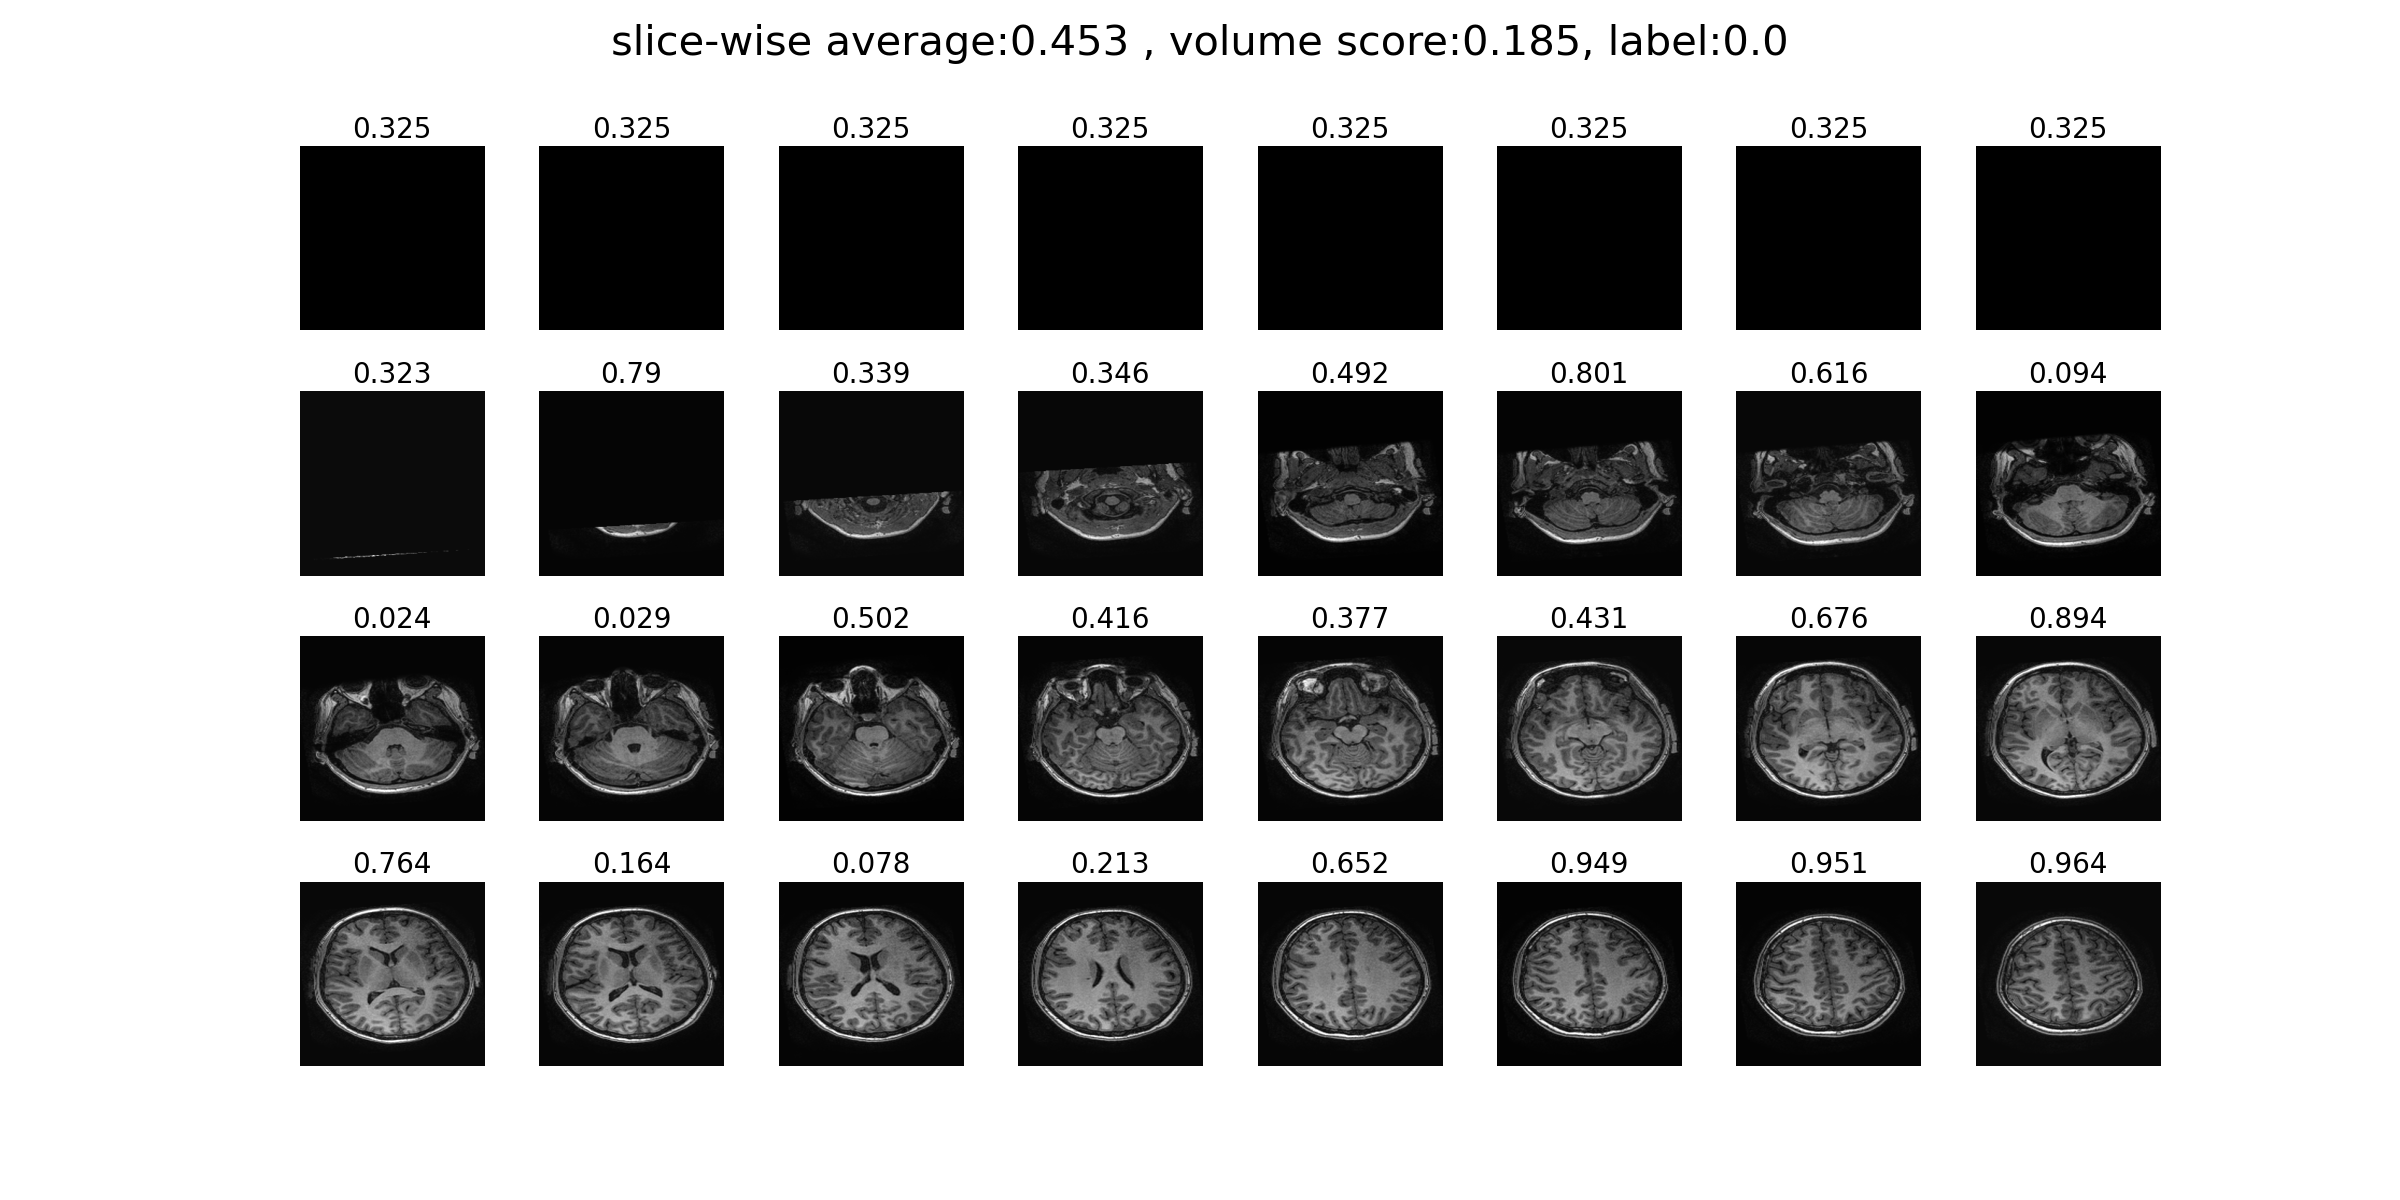 slice-wise average:0.453 , volume score:0.185, label:0.0
0.325 0.325 0.325 0.325 0.325 0.325 0.325 0.325
0.323 0.79 0.339 0.346 0.492 0.801 0.616 0.094
0.024 0.029 0.502 0.416 0.377 0.431 0.676 0.894
0.764 0.164 0.078 0.213 0.652 0.949 0.951 0.964